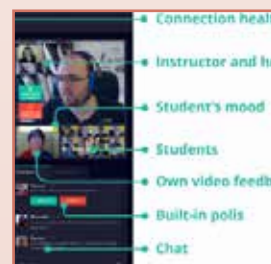 Connection heal
Instructor and h
Student's mood
Students
Own video feedb
Built-in polls
Chat